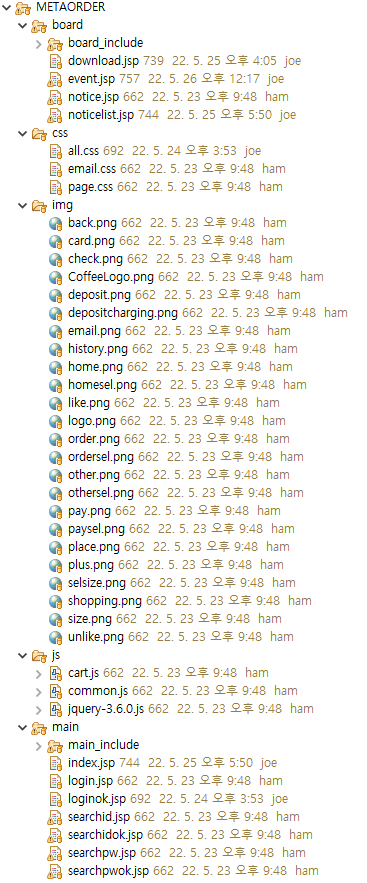 METAORDER
board
board_include
download.jsp 739 22. 5. 25 오후 4:05 joe
event.jsp 757 22. 5. 26 오후 12:17 joe
notice.jsp 662 22. 5. 23 오후 9:48 ham
noticelist.jsp 744 22. 5. 25 오후 5:50 joe
css
all.css 692 22. 5. 24 오후 3:53 joe
email.css 662 22. 5. 23 오후 9:48 ham
page.css 662 22. 5. 23 오후 9:48 ham
img
back.png 662 22. 5. 23 오후 9:48 ham
card.png 662 22. 5. 23 오후 9:48 ham
check.png 662 22. 5. 23 오후 9:48 ham
CoffeeLogo.png 662 22. 5. 23 오후 9:48 ham
deposit.png 662 22. 5. 23 오후 9:48 ham
depositcharging.png 662 22. 5. 23 오후 9:48 ham
email.png 662 22. 5. 23 오후 9:48 ham
history.png 662 22. 5. 23 오후 9:48 ham
home.png 662 22. 5. 23 오후 9:48 ham
homesel.png 662 22. 5. 23 오후 9:48 ham
like.png 662 22. 5. 23 오후 9:48 ham
logo.png 662 22. 5. 23 오후 9:48 ham
order.png 662 22. 5. 23 오후 9:48 ham
ordersel.png 662 22. 5. 23 오후 9:48 ham
other.png 662 22. 5. 23 오후 9:48 ham
othersel.png 662 22. 5. 23 오후 9:48 ham
pay.png 662 22. 5. 23 오후 9:48 ham
paysel.png 662 22. 5. 23 오후 9:48 ham
place.png 662 22. 5. 23 오후 9:48 ham
plus.png 662 22. 5. 23 오후 9:48 ham
selsize.png 662 22. 5. 23 오후 9:48 ham
shopping.png 662 22. 5. 23 오후 9:48 ham
size.png 662 22. 5. 23 오후 9:48 ham
unlike.png 662 22. 5. 23 오후 9:48 ham
js
cart.js 662 22. 5. 23 오후 9:48 ham
common.js 662 22. 5. 23 오후 9:48 ham
jquery-3.6.0.js 662 22. 5. 23 오후 9:48 ham
main
main_include
index.jsp 744 22. 5. 25 오후 5:50 joe
login.jsp 662 22. 5. 23 오후 9:48 ham
loginok.jsp 692 22. 5. 24 오후 3:53 joe
searchid.jsp 662 22. 5. 23 오후 9:48 ham
searchidok.jsp 662 22. 5. 23 오후 9:48 ham
searchpw.jsp 662 22. 5. 23 오후 9:48 ham
searchpwok.jsp 662 22. 5. 23 오후 9:48 ham